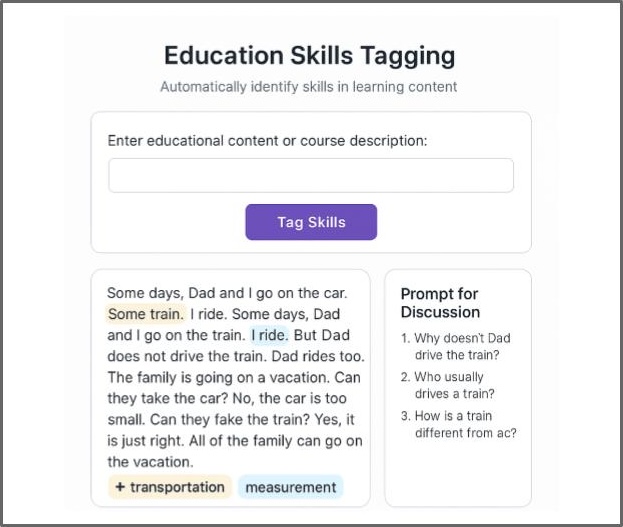 Education Skills Tagging
Automatically identify skills in learning content
Enter educational content or course description:
Tag Skills
Some days, Dad and I go on the car.
Some train. I ride. Some days, Dad
and I go on the train. I ride. But Dad
does not drive the train. Dad rides too.
The family is going on a vacation. Can
they take the car? No, the car is too
small. Can they fake the train? Yes, it
is just right. All of the family can go on
the vacation.
+ transportation measurement
Prompt for
Discussion
1. Why doesn't Dad
drive the train?
2. Who usually
drives a train?
3. How is a train
different from ac?